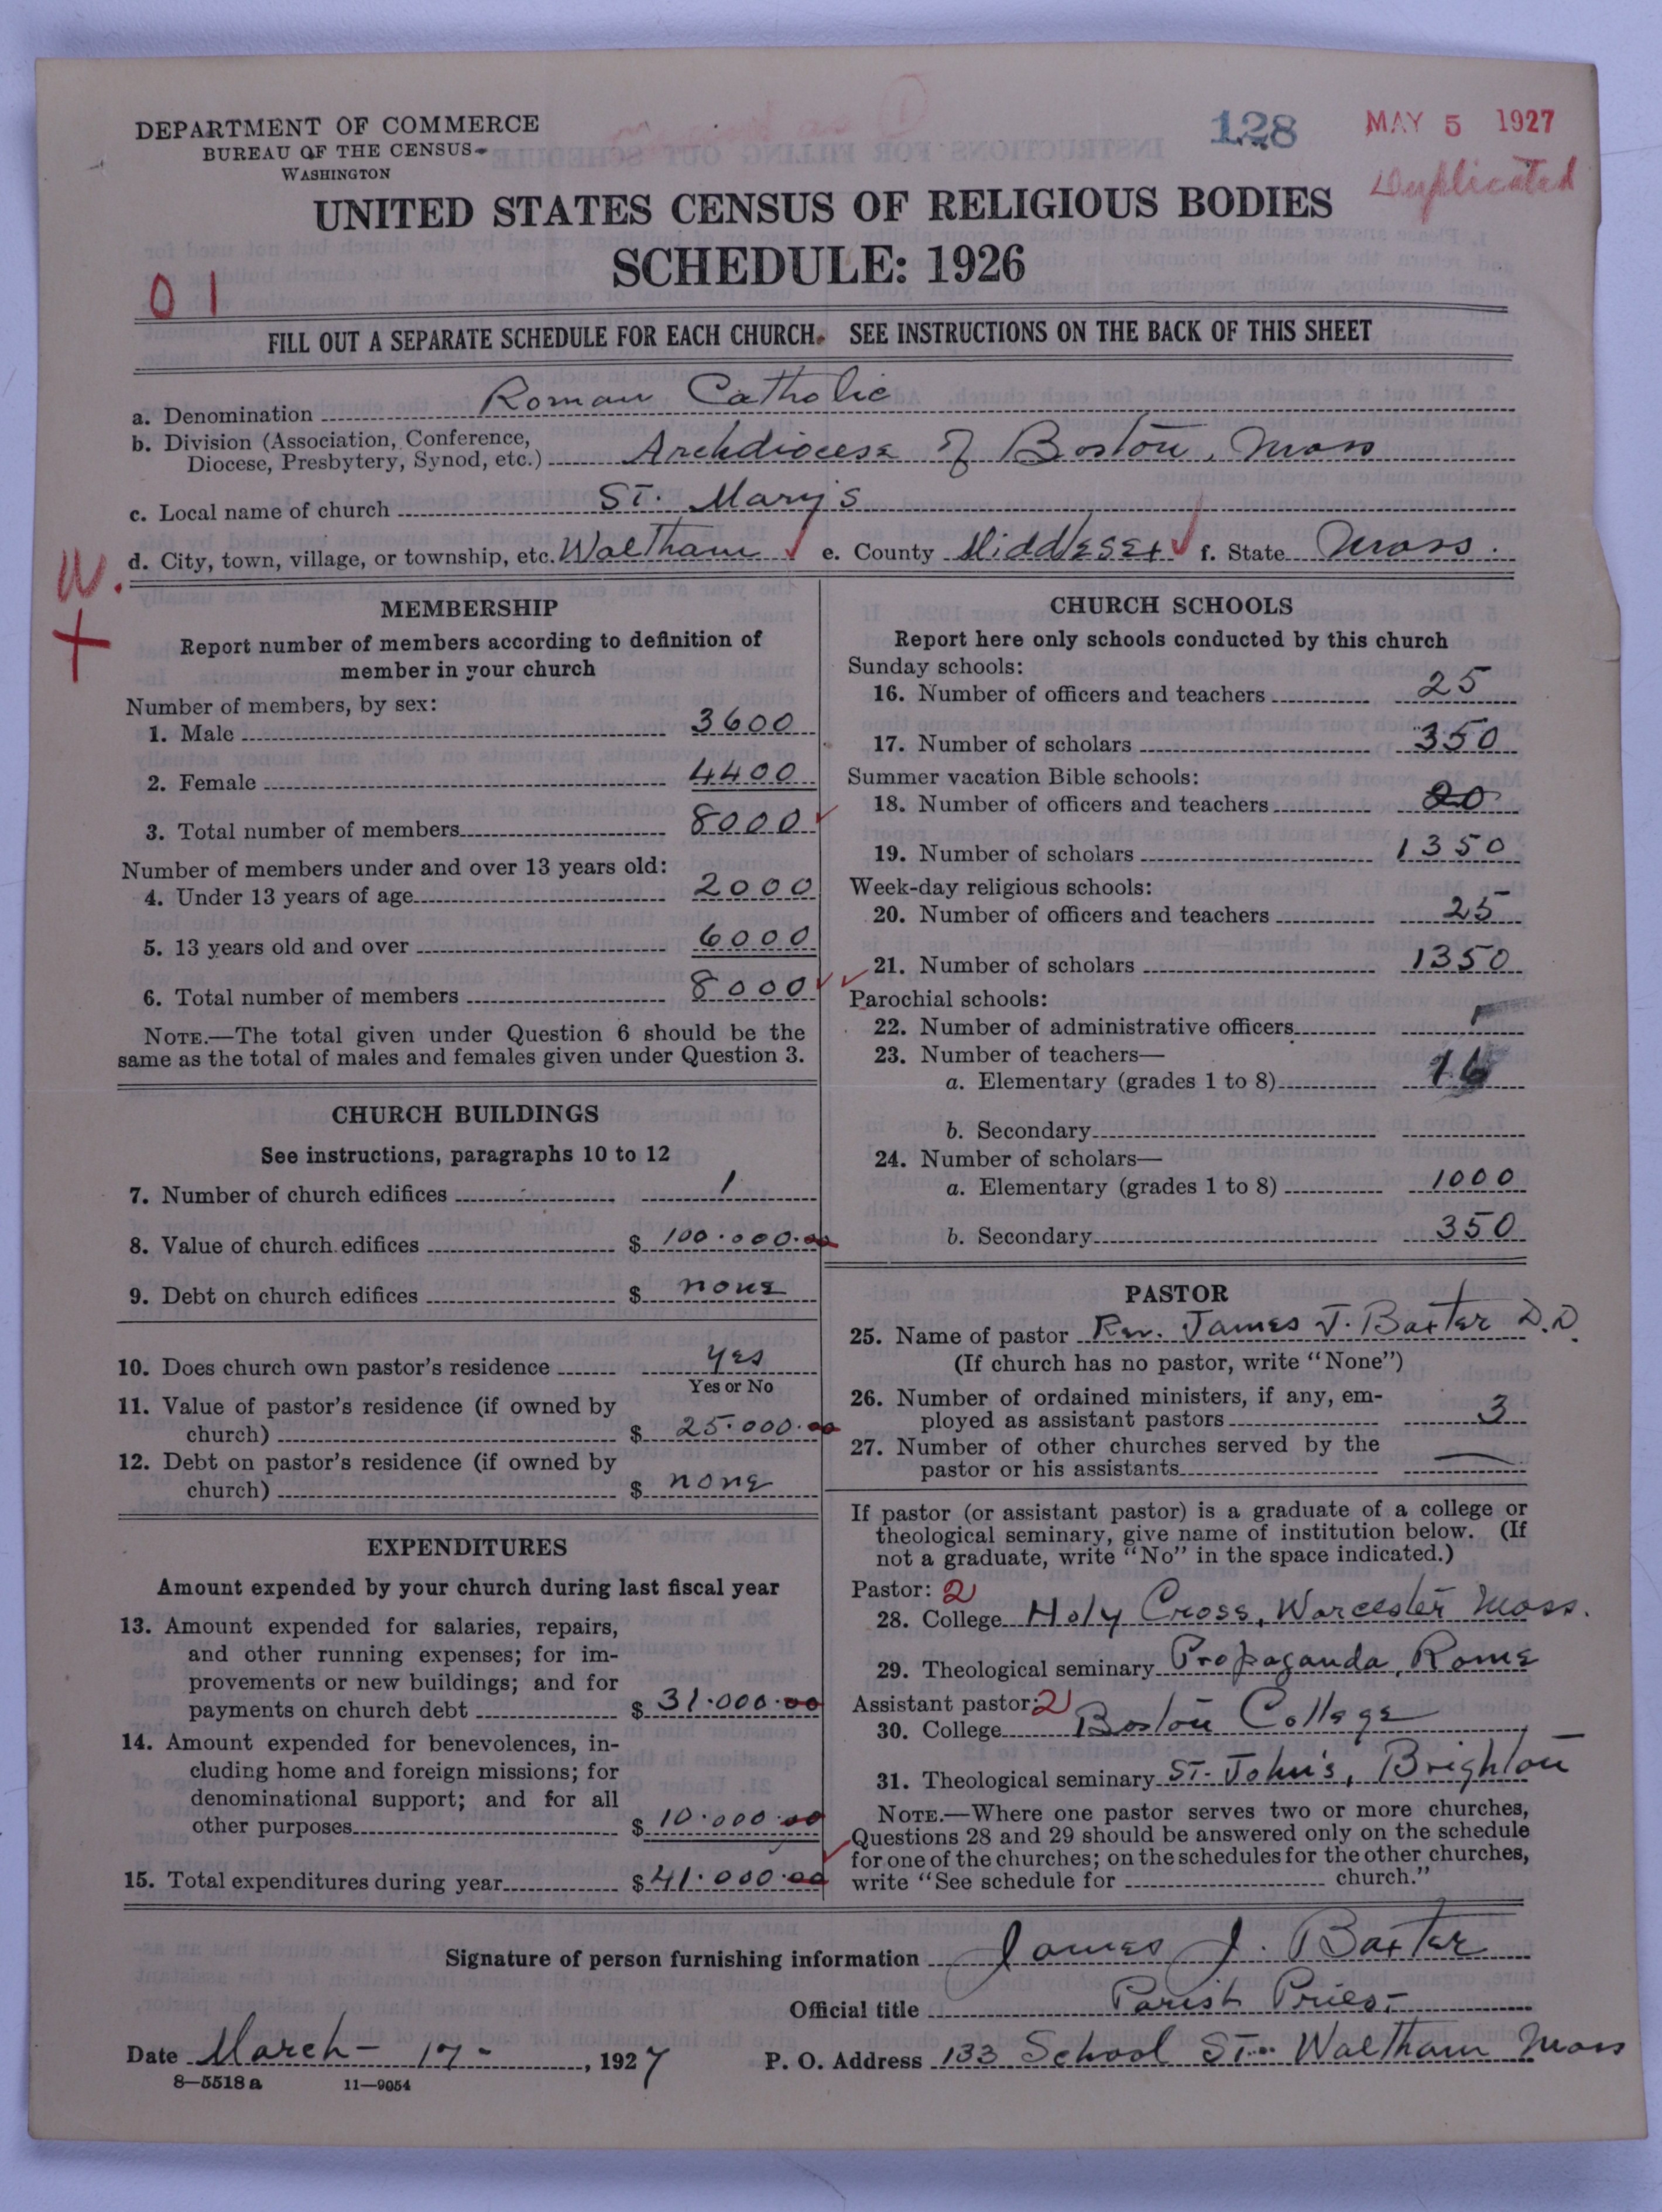 DEPARTMENT OF COMMERCE
BUREAU OF THE CENSUS
WASHINGTON
128
MAY 5 1927
Duplicated
UNITED STATES CENSUS OF RELIGIOUS BODIES
SCHEDULE: 1926
01
FILL OUT A SEPARATE SCHEDULE FOR EACH CHURCH. SEE INSTRUCTIONS ON THE BACK OF THIS SHEET
a. Denomination Roman Catholic
b. Division (Association, Conference,
Diocese, Presbytery, Synod, etc.) Archdiocese of Boston, Mass
c. Local name of church St. Mary's
d. City, town, village, or township, etc. Waltham e. County Middlesex f. State Mass.
W.
+
MEMBERSHIP
Report number of members according to definition of
member in your church
Number of members, by sex:
1. Male 3600
2. Female 4400
3. Total number of members 8000
Number of members under and over 13 years old:
4. Under 13 years of age 2000
5. 13 years old and over 6000
6. Total number of members 8000
NOTE.—The total given under Question 6 should be the
same as the total of males and females given under Question 3.
CHURCH BUILDINGS
See instructions, paragraphs 10 to 12
7. Number of church edifices 1
8. Value of church edifices $ 100.000.00
9. Debt on church edifices $ none
10. Does church own pastor's residence yes
Yes or No
11. Value of pastor's residence (if owned by
church) $ 25.000.00
12. Debt on pastor's residence (if owned by
church) $ none
EXPENDITURES
Amount expended by your church during last fiscal year
13. Amount expended for salaries, repairs,
and other running expenses; for im-
provements or new buildings; and for
payments on church debt $ 31.000.00
14. Amount expended for benevolences, in-
cluding home and foreign missions; for
denominational support; and for all
other purposes $ 10.000.00
15. Total expenditures during year $ 41.000.00
CHURCH SCHOOLS
Report here only schools conducted by this church
Sunday schools:
16. Number of officers and teachers 25
17. Number of scholars 350
Summer vacation Bible schools:
18. Number of officers and teachers 20
19. Number of scholars 1350
Week-day religious schools:
20. Number of officers and teachers 25
21. Number of scholars 1350
Parochial schools:
22. Number of administrative officers
23. Number of teachers—
a. Elementary (grades 1 to 8) 16
b. Secondary
24. Number of scholars—
a. Elementary (grades 1 to 8) 1000
b. Secondary 350
PASTOR
25. Name of pastor Rev. James J. Baxter D.D.
(If church has no pastor, write "None")
26. Number of ordained ministers, if any, em-
ployed as assistant pastors 3
27. Number of other churches served by the
pastor or his assistants —
If pastor (or assistant pastor) is a graduate of a college or
theological seminary, give name of institution below. (If
not a graduate, write "No" in the space indicated.)
Pastor: 2
28. College Holy Cross, Worcester Mass.
29. Theological seminary Propaganda, Rome
Assistant pastor: 2
30. College Boston College
31. Theological seminary St. John's, Brighton
NOTE.—Where one pastor serves two or more churches,
Questions 28 and 29 should be answered only on the schedule
for one of the churches; on the schedules for the other churches,
write "See schedule for church."
Signature of person furnishing information James J. Baxter
Official title Parish Priest
Date March - 17 - , 1927 P. O. Address 133 School St. Waltham Mass
8—5518 a 11—9054